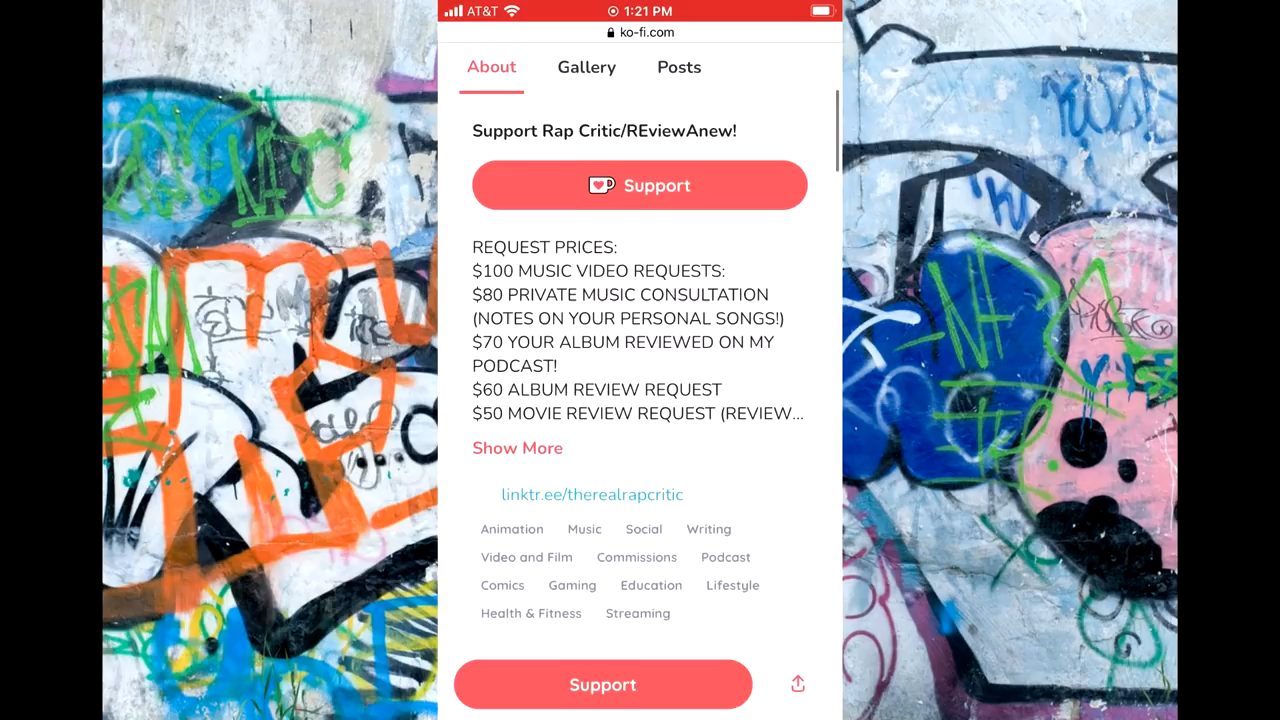 AT&T 1:21 PM
ko-fi.com
About Gallery Posts
Support Rap Critic/REviewAnew!
Support
REQUEST PRICES:
$100 MUSIC VIDEO REQUESTS:
$80 PRIVATE MUSIC CONSULTATION
(NOTES ON YOUR PERSONAL SONGS!)
$70 YOUR ALBUM REVIEWED ON MY
PODCAST!
$60 ALBUM REVIEW REQUEST
$50 MOVIE REVIEW REQUEST (REVIEW...
Show More
linktr.ee/therealrapcritic
Animation Music Social Writing
Video and Film Commissions Podcast
Comics Gaming Education Lifestyle
Health & Fitness Streaming
Support